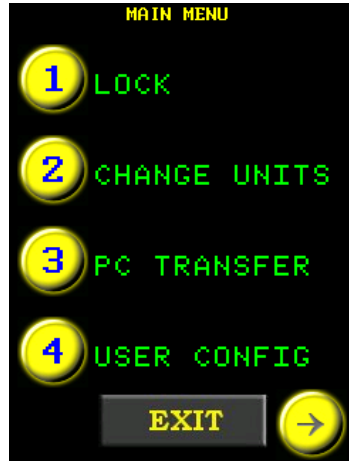 MAIN MENU
1 LOCK
2 CHANGE UNITS
3 PC TRANSFER
4 USER CONFIG
EXIT →